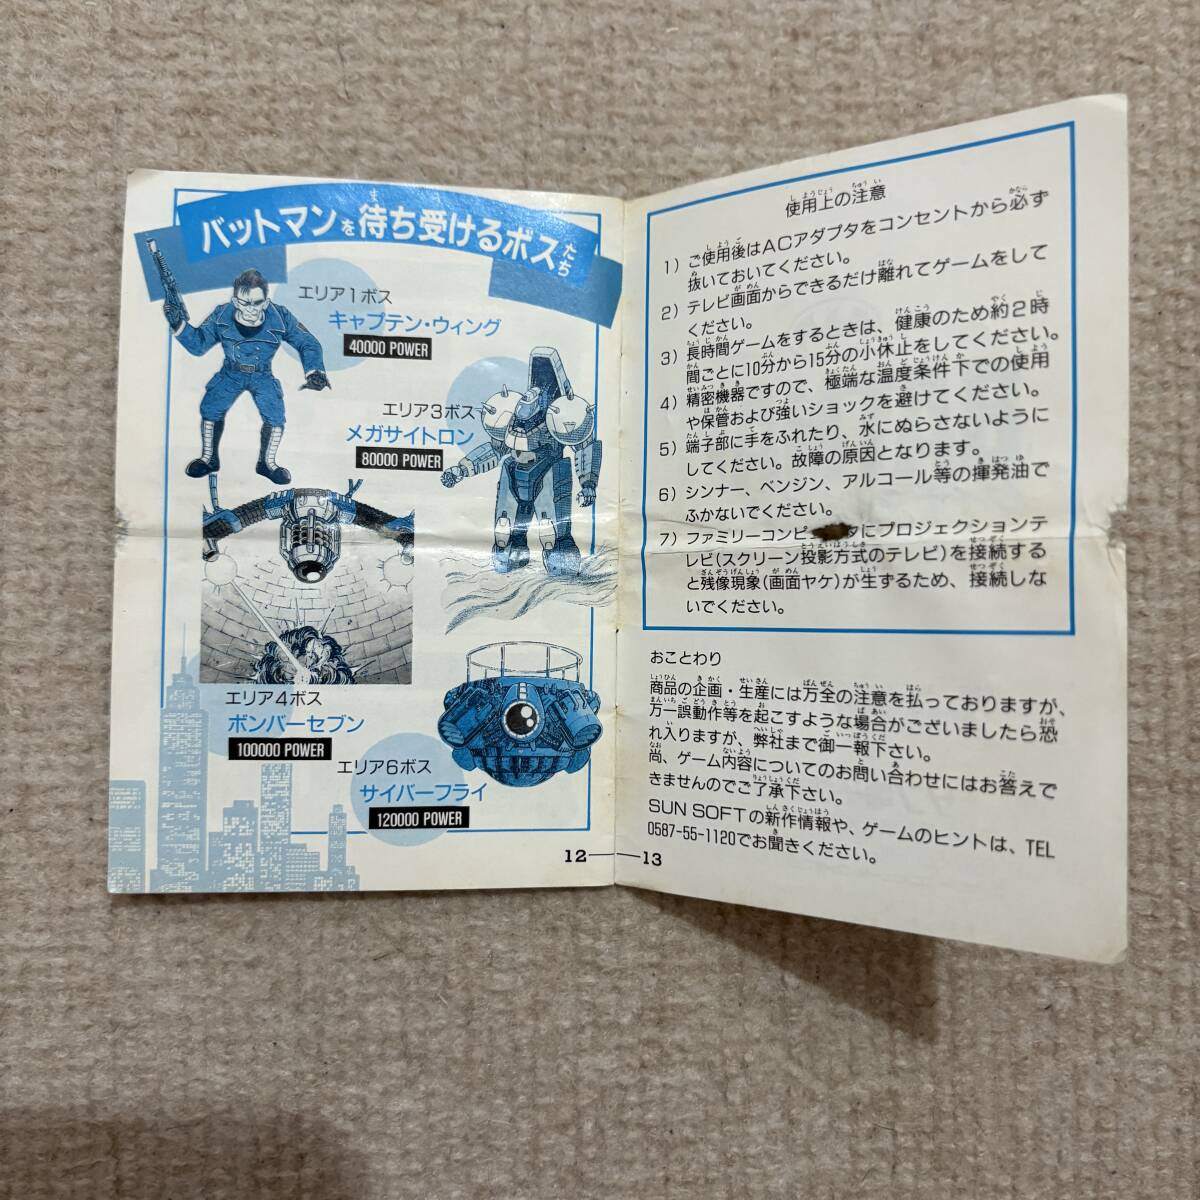 バットマンを待ち受けるボスたち
エリア1ボス
キャプテン・ウィング
40000 POWER
エリア3ボス
メガサイトロン
80000 POWER
エリア4ボス
ボンバーセブン
100000 POWER
エリア6ボス
サイバーフライ
120000 POWER
12
使用上の注意
1) ご使用後はACアダプタをコンセントから必ず
抜いておいてください。
2) テレビ画面からできるだけ離れてゲームをして
ください。
3) 長時間ゲームをするときは、健康のため約2時
間ごとに10分から15分の小休止をしてください。
4) 精密機器ですので、極端な温度条件下での使用
や保管および強いショックを避けてください。
5) 端子部に手をふれたり、水にぬらさないように
してください。故障の原因となります。
6) シンナー、ベンジン、アルコール等の揮発油で
ふかないでください。
7) ファミリーコンピ タにプロジェクションテ
レビ(スクリーン投影方式のテレビ)を接続する
と残像現象(画面ヤケ)が生ずるため、接続しな
いでください。
おことわり
商品の企画・生産には万全の注意を払っておりますが、
万一誤動作等を起こすような場合がございましたら恐
れ入りますが、弊社まで御一報下さい。
尚、ゲーム内容についてのお問い合わせにはお答えで
きませんのでご了承下さい。
SUN SOFTの新作情報や、ゲームのヒントは、TEL
0587-55-1120でお聞きください。
13